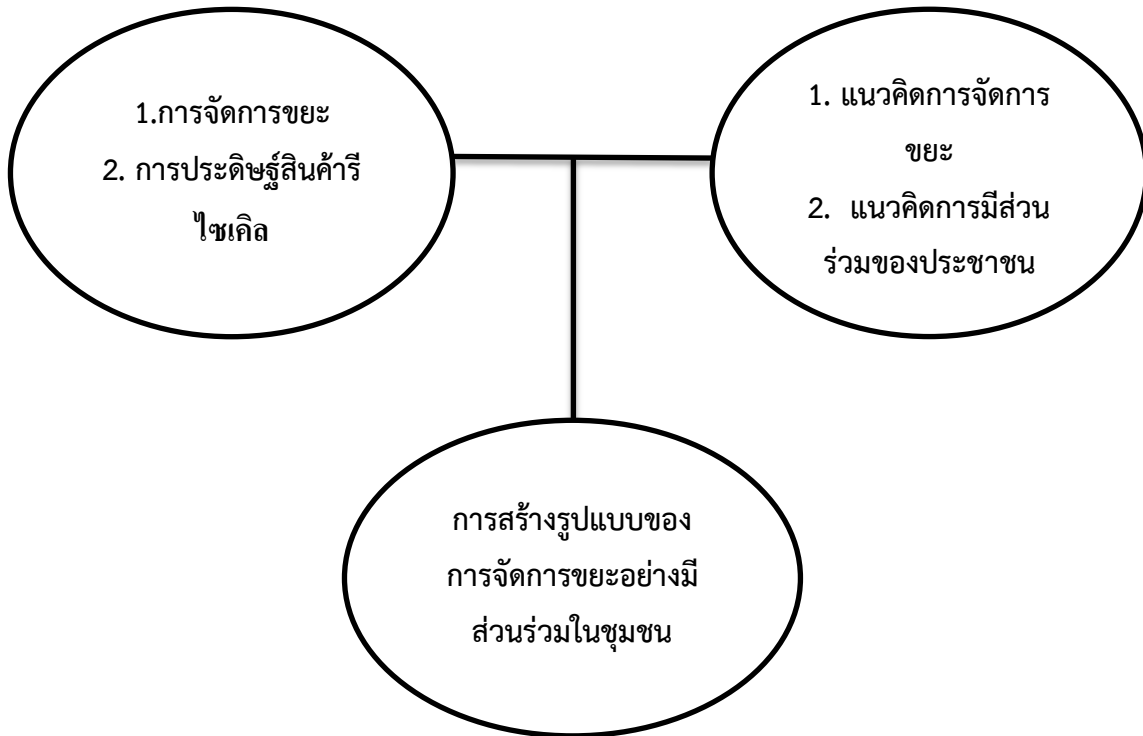 1.การจัดการขยะ
2. การประดิษฐ์สินค้ารี
ไซเคิล
1. แนวคิดการจัดการ
ขยะ
2. แนวคิดการมีส่วน
ร่วมของประชาชน
การสร้างรูปแบบของ
การจัดการขยะอย่างมี
ส่วนร่วมในชุมชน